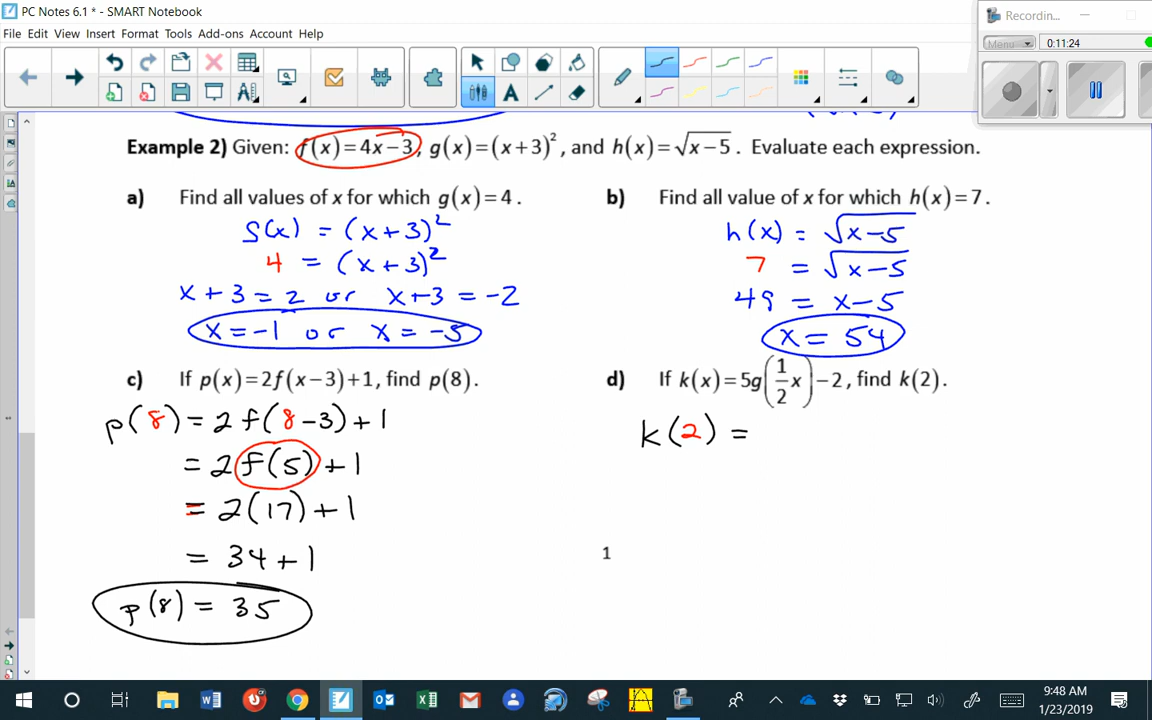 PC Notes 6.1 * - SMART Notebook
File Edit View Insert Format Tools Add-ons Account Help
Recordin...
Menu
0:11:24
Example 2) Given: f(x)=4x−3, g(x)=(x+3)², and h(x)=√(x−5). Evaluate each expression.
a) Find all values of x for which g(x)=4.
g(x) = (x+3)²
4 = (x+3)²
x+3=2 or x+3=-2
x=-1 or x=-5
b) Find all value of x for which h(x)=7.
h(x) = √(x-5)
7 = √(x-5)
49 = x-5
x = 54
c) If p(x)=2f(x−3)+1, find p(8).
p(8)=2f(8-3)+1
=2f(5)+1
=2(17)+1
=34+1
p(8)=35
d) If k(x)=5g(1/2 x)−2, find k(2).
k(2)=
1
9:48 AM
1/23/2019